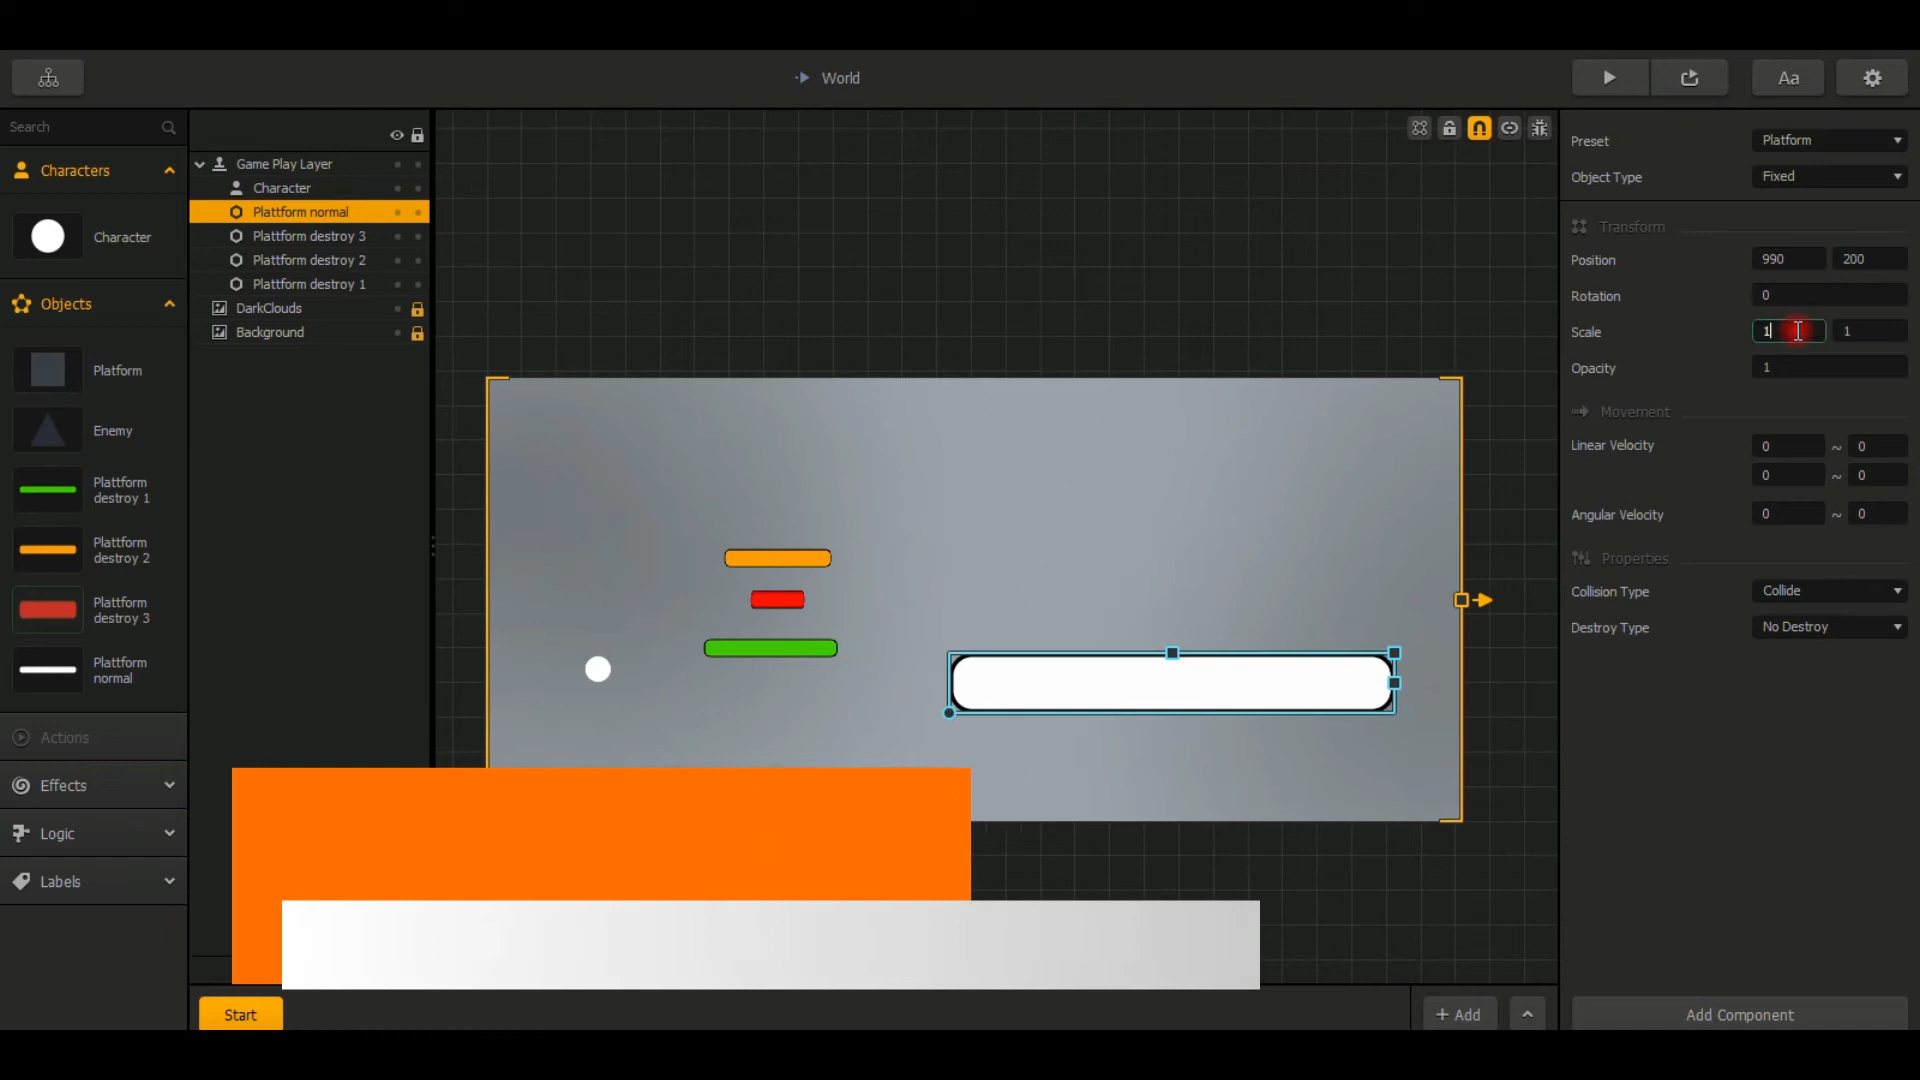 World
Aa
Search
Characters
Character
Objects
Platform
Enemy
Plattform
destroy 1
Plattform
destroy 2
Plattform
destroy 3
Plattform
normal
Actions
Effects
Logic
Labels
Game Play Layer
Character
Plattform normal
Plattform destroy 3
Plattform destroy 2
Plattform destroy 1
DarkClouds
Background
Start
+ Add
Preset Platform
Object Type Fixed
Transform
Position 990 200
Rotation 0
Scale 1 1
Opacity 1
Movement
Linear Velocity 0 ~ 0
0 ~ 0
Angular Velocity 0 ~ 0
Properties
Collision Type Collide
Destroy Type No Destroy
Add Component